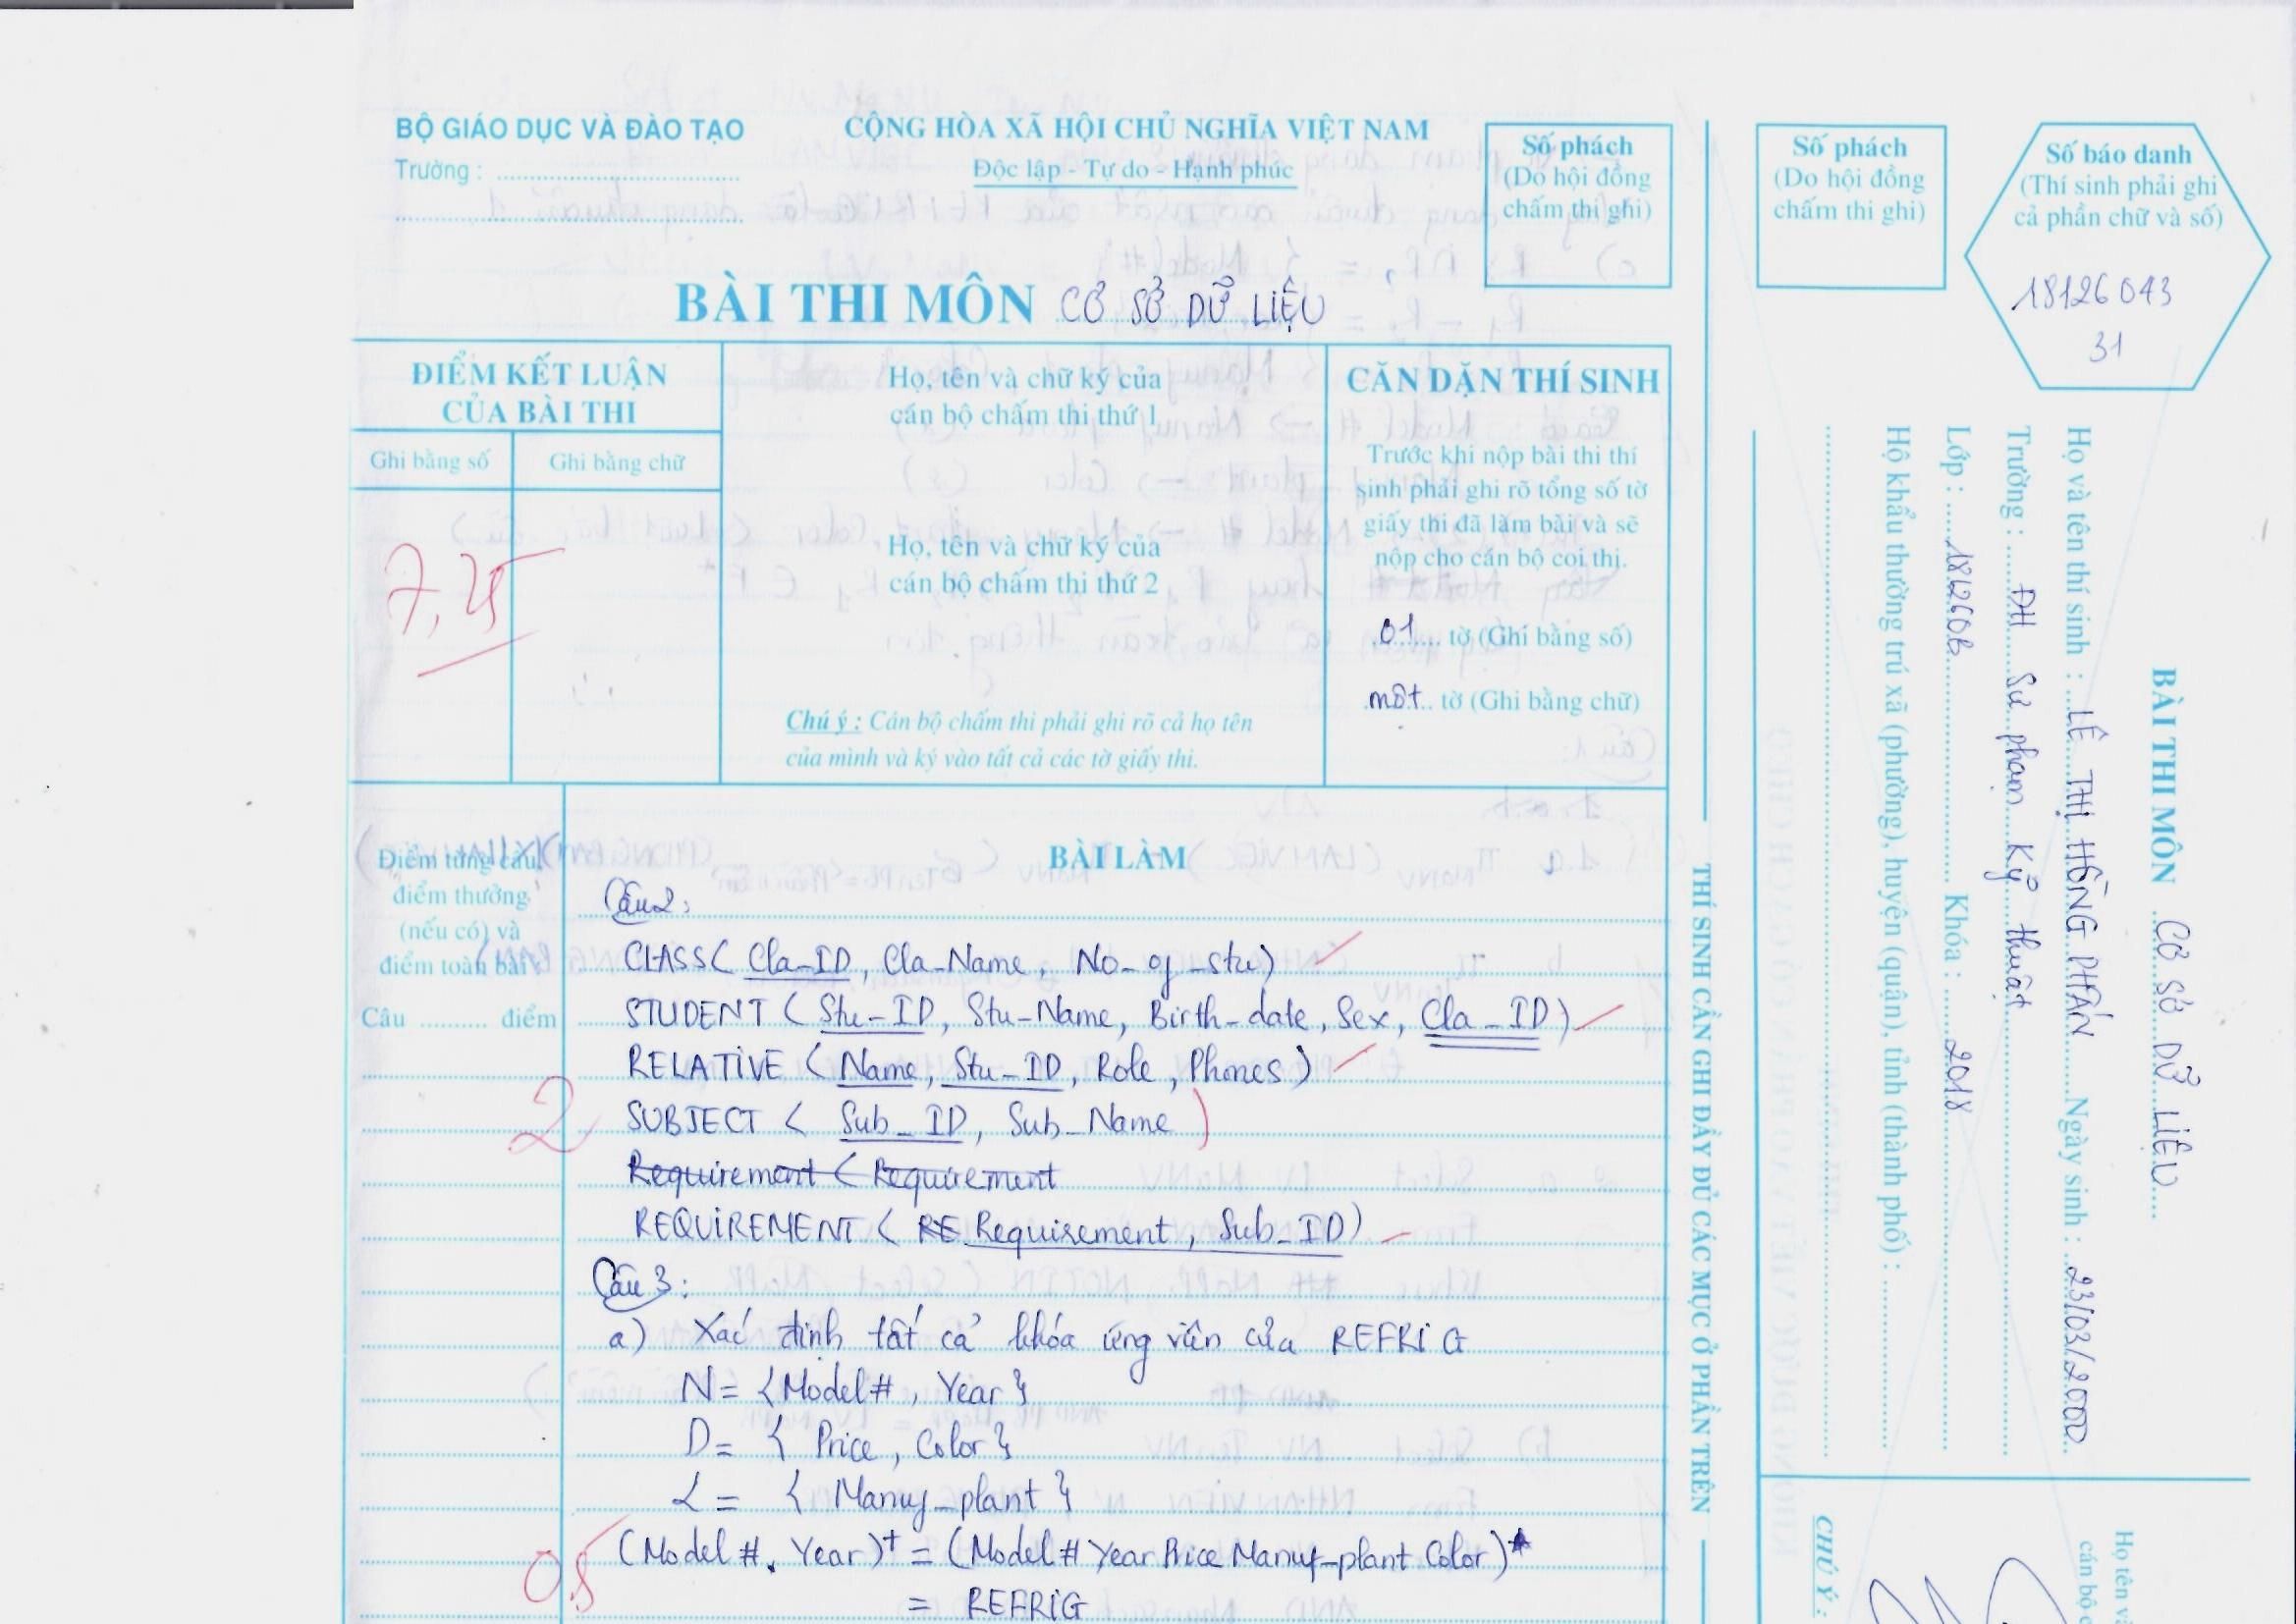 BỘ GIÁO DỤC VÀ ĐÀO TẠO
Trường :
CỘNG HÒA XÃ HỘI CHỦ NGHĨA VIỆT NAM
Độc lập - Tự do - Hạnh phúc
Số phách
(Do hội đồng
chấm thi ghi)
BÀI THI MÔN CƠ SỞ DỮ LIỆU
ĐIỂM KẾT LUẬN
CỦA BÀI THI
Ghi bằng số
Ghi bằng chữ
7,25
Họ, tên và chữ ký của
cán bộ chấm thi thứ 1
Họ, tên và chữ ký của
cán bộ chấm thi thứ 2
Chú ý : Cán bộ chấm thi phải ghi rõ cả họ tên
của mình và ký vào tất cả các tờ giấy thi.
CĂN DẶN THÍ SINH
Trước khi nộp bài thi thí
sinh phải ghi rõ tổng số tờ
giấy thi đã làm bài và sẽ
nộp cho cán bộ coi thi.
01 tờ (Ghi bằng số)
một tờ (Ghi bằng chữ)
Điểm từng câu,
điểm thưởng
(nếu có) và
điểm toàn bài
Câu .......... điểm
BÀI LÀM
Câu 2:
CLASS( Cla_ID, Cla_Name, No_of_stu)
STUDENT ( Stu_ID, Stu_Name, Birth_date, Sex, Cla_ID)
RELATIVE ( Name, Stu_ID, Role, Phones)
2
SUBJECT ( Sub_ID, Sub_Name )
Requirement ( Requirement
REQUIREMENT ( RE Requirement, Sub_ID)
Câu 3:
a) Xác định tất cả khóa ứng viên của REFRIG
N = {Model#, Year}
D = { Price, Color}
L = { Manuf_plant }
0.5
(Model #, Year)+ = (Model# Year Price Manuf_plant Color)+
= REFRIG
THÍ SINH CẦN GHI ĐẦY ĐỦ CÁC MỤC Ở PHẦN TRÊN
Số phách
(Do hội đồng
chấm thi ghi)
Số báo danh
(Thí sinh phải ghi
cả phần chữ và số)
18126043
31
BÀI THI MÔN CƠ SỞ DỮ LIỆU
Họ và tên thí sinh : LÊ THỊ HỒNG PHẤN Ngày sinh : 23/03/2000
Trường : ĐH Sư phạm Kỹ thuật
Lớp : 181260B Khóa : 2018
Hộ khẩu thường trú xã (phường), huyện (quận), tỉnh (thành phố) :
CHÚ Ý :
Họ tên và
cán bộ